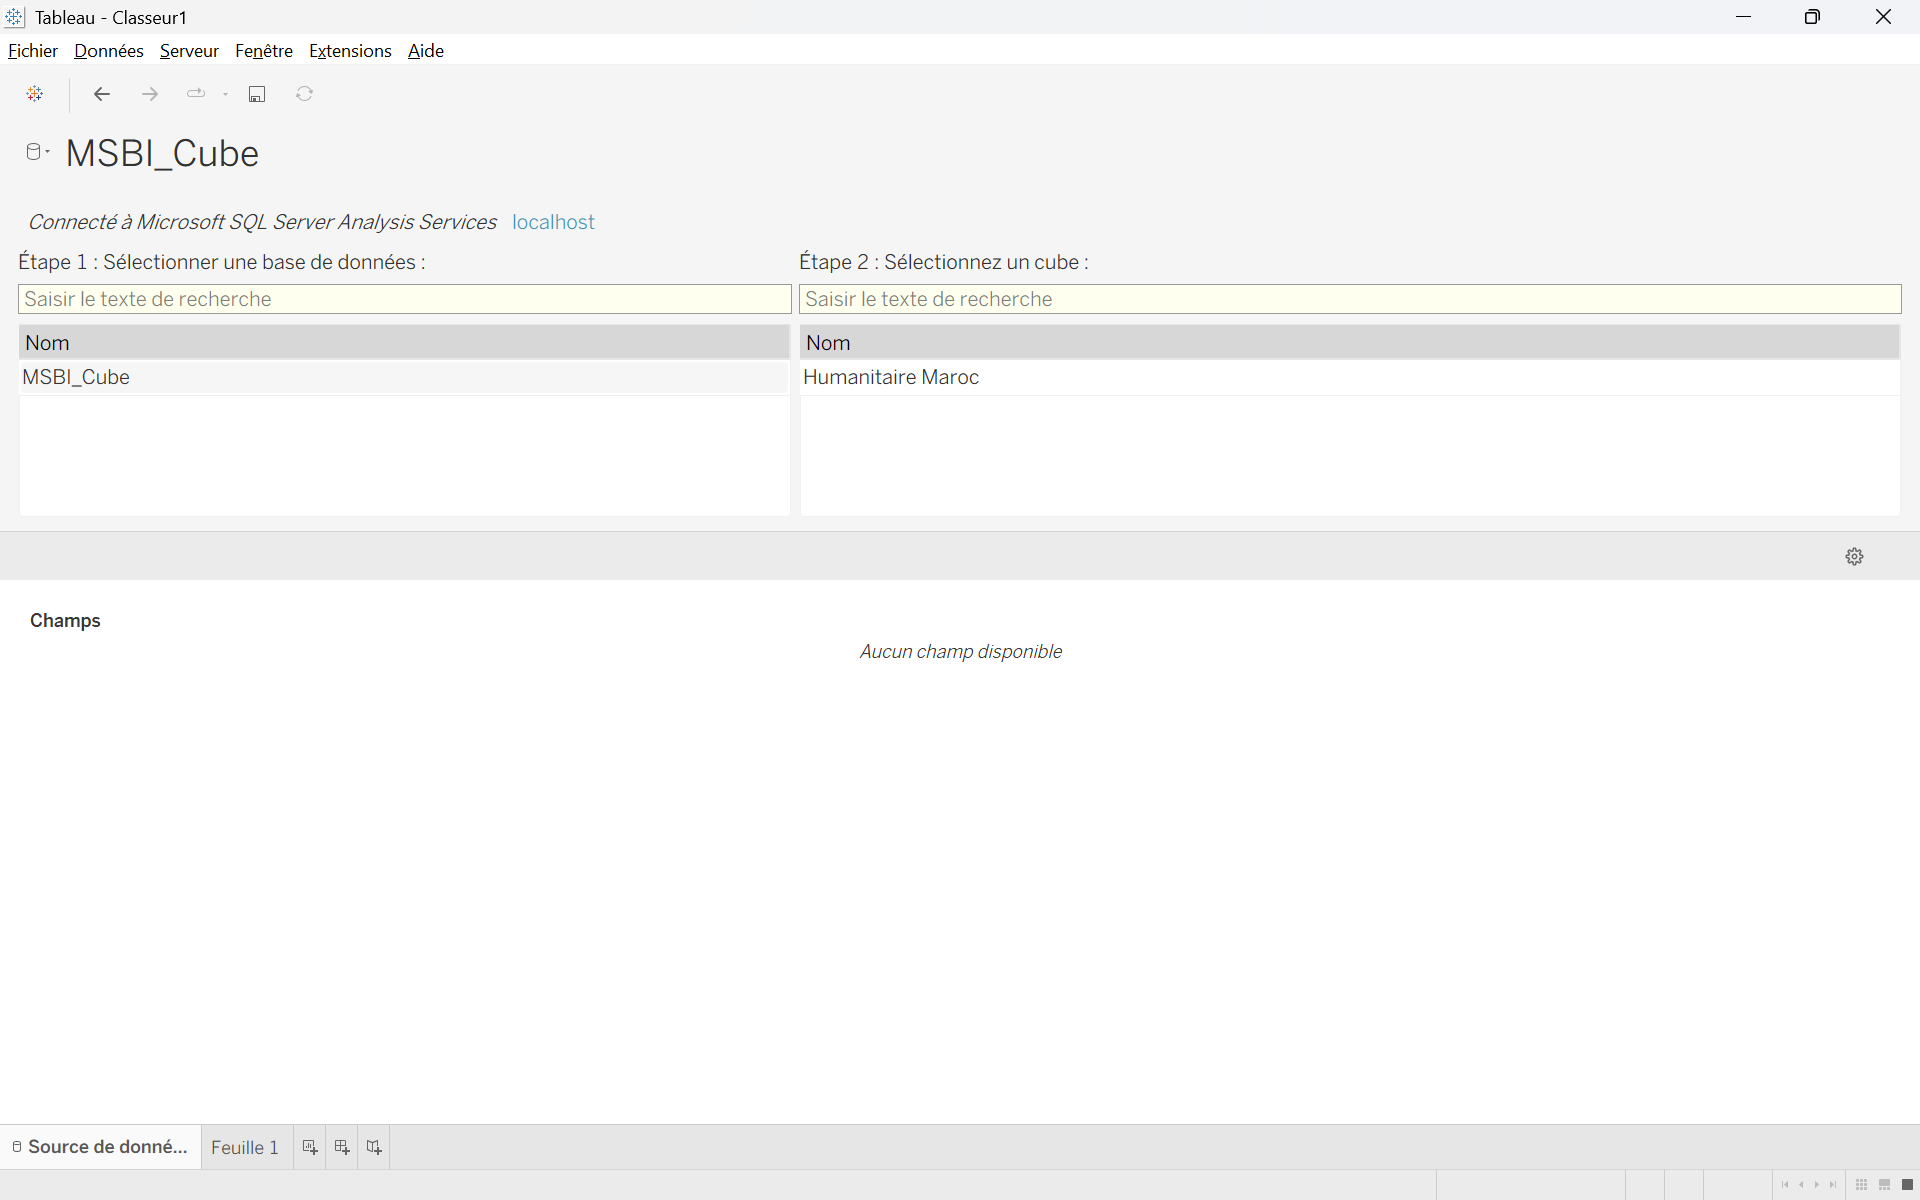 Tableau - Classeur1
Fichier Données Serveur Fenêtre Extensions Aide
MSBI_Cube
Connecté à Microsoft SQL Server Analysis Services localhost
Étape 1 : Sélectionner une base de données :
Saisir le texte de recherche
Nom
MSBI_Cube
Étape 2 : Sélectionnez un cube :
Saisir le texte de recherche
Nom
Humanitaire Maroc
Champs
Aucun champ disponible
Source de donné...
Feuille 1